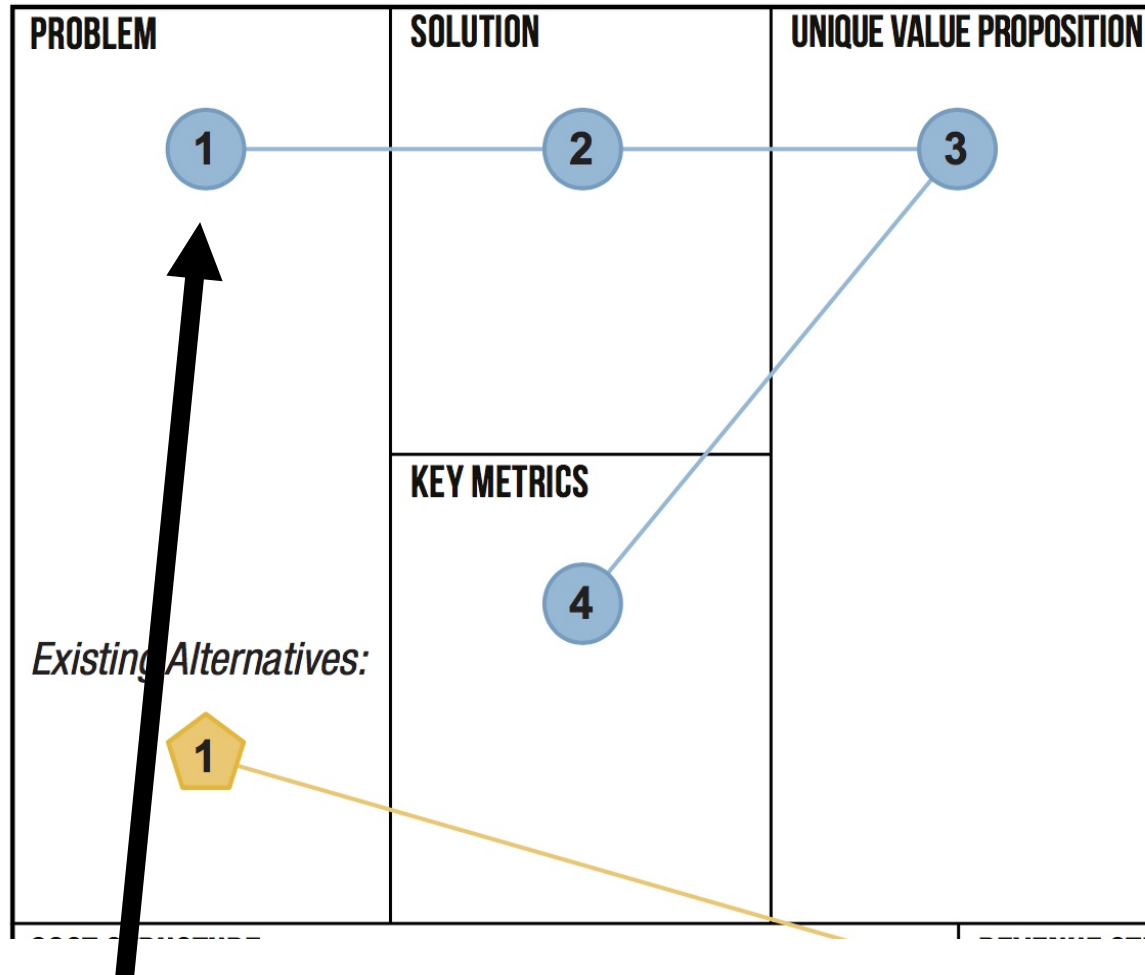 PROBLEM
1
Existing Alternatives:
1
SOLUTION
2
KEY METRICS
4
UNIQUE VALUE PROPOSITION
3